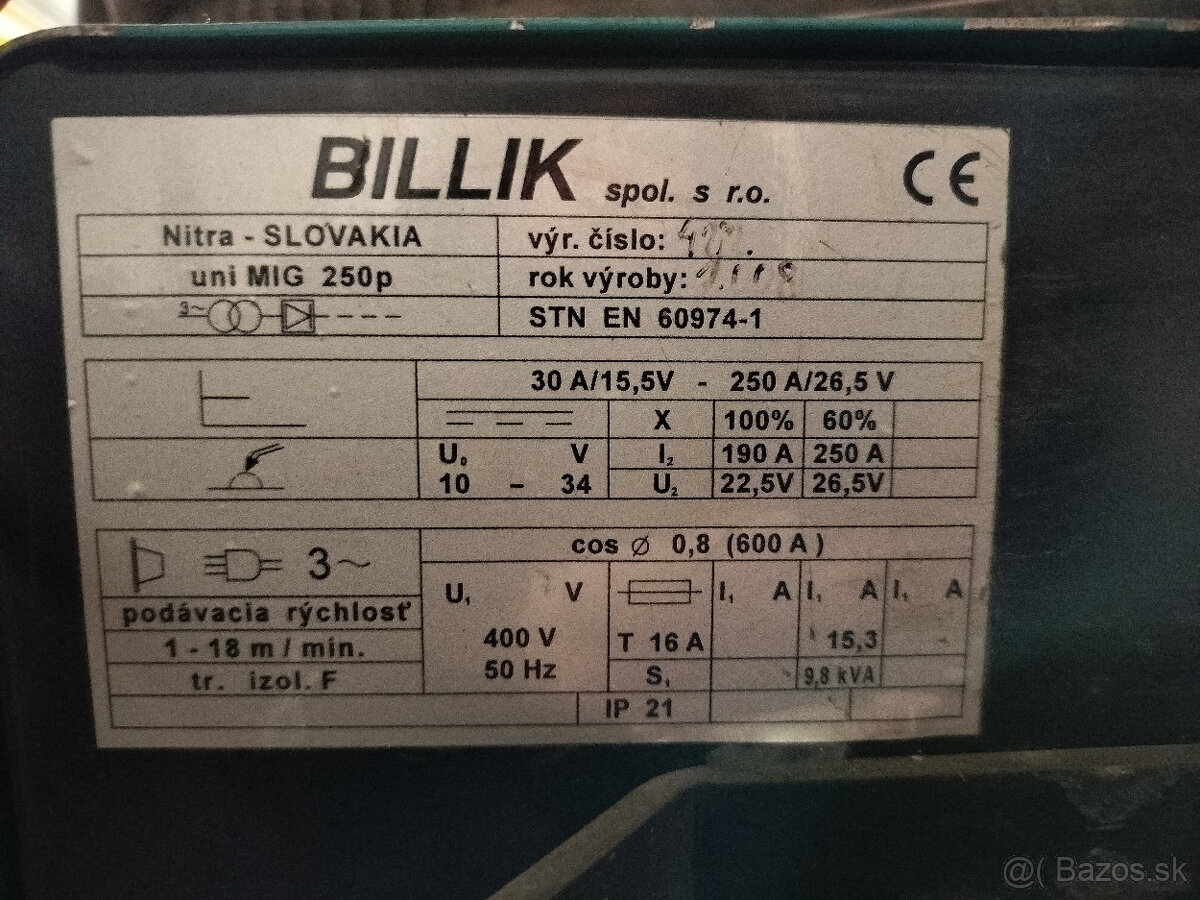 BILLIK spol. s r.o. CE
Nitra - SLOVAKIA výr. číslo:
uni MIG 250p rok výroby:
3~ STN EN 60974-1
30 A/15,5V - 250 A/26,5 V
X 100% 60%
U₀ V I₂ 190 A 250 A
10 - 34 U₂ 22,5V 26,5V
3~ cos ø 0,8 (600 A)
U₁ V I₁ A I₁ A I₁ A
podávacia rýchlosť
400 V T 16 A 15,3
1 - 18 m / min.
50 Hz S₁ 9,8 kVA
tr. izol. F
IP 21
@( Bazos.sk